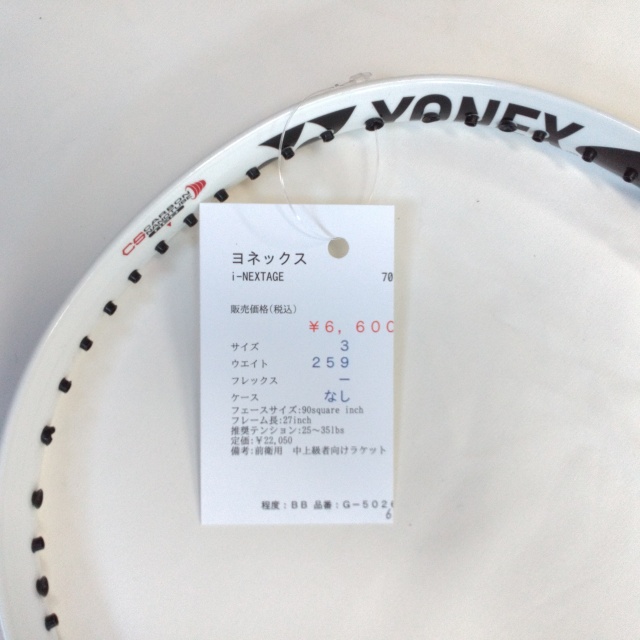 YONEX
CS CARBON
ヨネックス
i-NEXTAGE 70
販売価格(税込)
¥6,600
サイズ 3
ウエイト 259
フレックス ー
ケース なし
フェースサイズ:90square inch
フレーム長:27inch
推奨テンション:25~35lbs
定価:¥22,050
備考:前衛用 中上級者向けラケット
程度:BB 品番:G-502
6